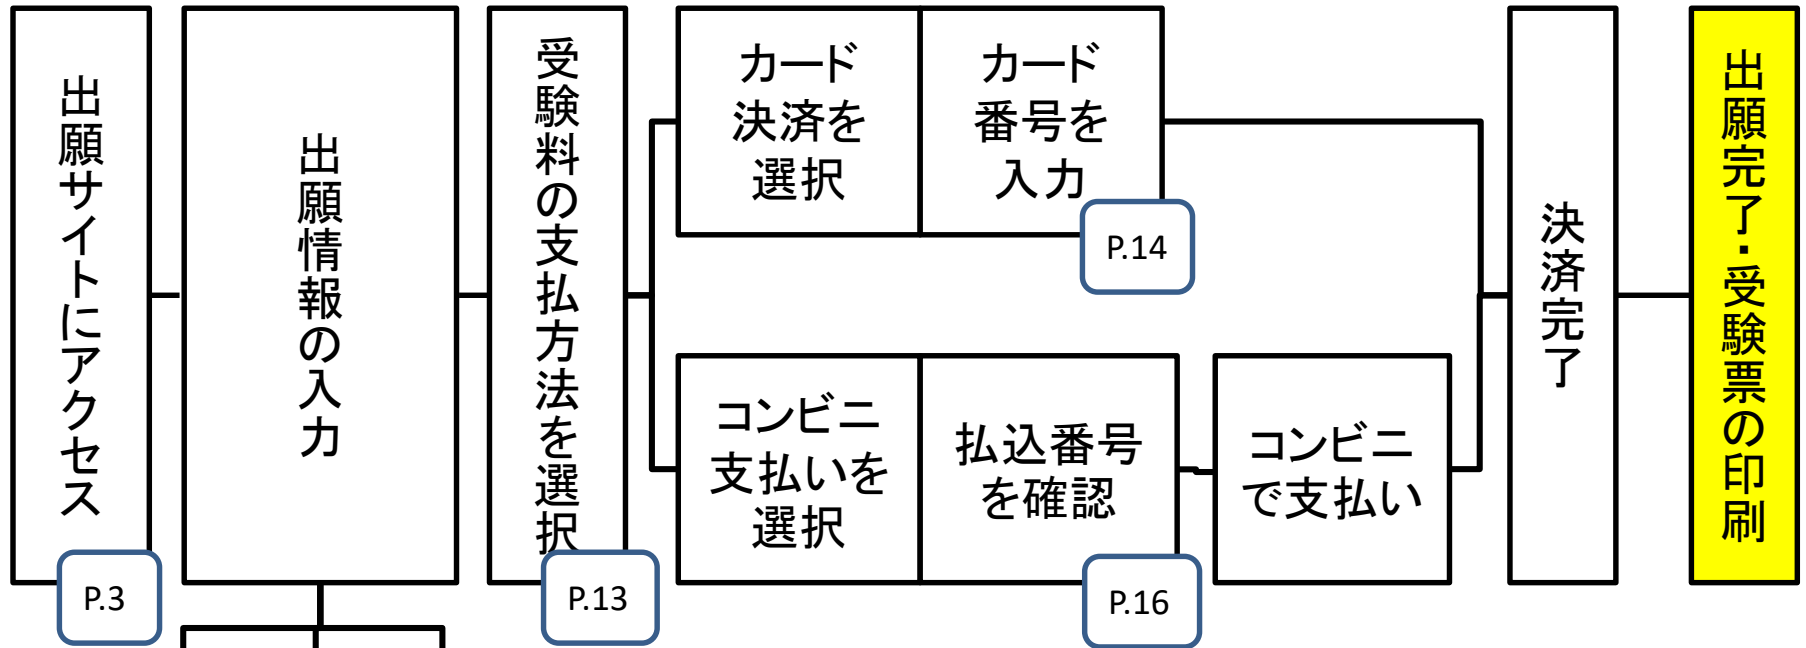 出願サイトにアクセス
P.3
出願情報の入力
受験料の支払方法を選択
P.13
カード
決済を
選択
カード
番号を
入力
P.14
コンビニ
支払いを
選択
払込番号
を確認
P.16
コンビニ
で支払い
決済完了
出願完了・受験票の印刷